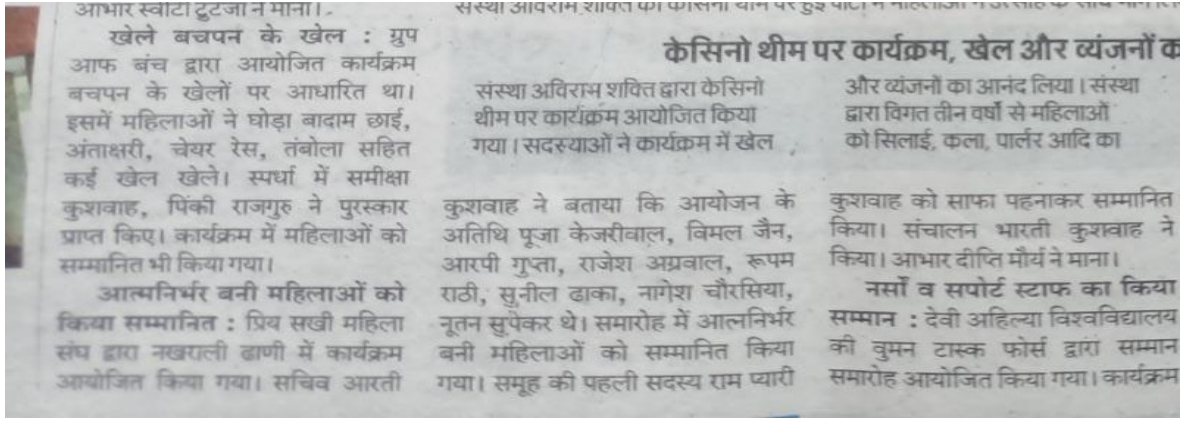 आभार स्वीटी टुटेजा ने माना।
खेले बचपन के खेल : ग्रुप
आफ बंच द्वारा आयोजित कार्यक्रम
बचपन के खेलों पर आधारित था।
इसमें महिलाओं ने घोड़ा बादाम छाई,
अंताक्षरी, चेयर रेस, तंबोला सहित
कई खेल खेले। स्पर्धा में समीक्षा
कुशवाह, पिंकी राजगुरु ने पुरस्कार
प्राप्त किए। कार्यक्रम में महिलाओं को
सम्मानित भी किया गया।
आत्मनिर्भर बनी महिलाओं को
किया सम्मानित : प्रिय सखी महिला
संघ द्वारा नखराली ढाणी में कार्यक्रम
आयोजित किया गया। सचिव आरती
संस्था अविराम शक्ति की
केसिनो थीम पर कार्यक्रम, खेल और व्यंजनों
संस्था अविराम शक्ति द्वारा केसिनो
थीम पर कार्यक्रम आयोजित किया
गया। सदस्याओं ने कार्यक्रम में खेल
और व्यंजनों का आनंद लिया। संस्था
द्वारा विगत तीन वर्षों से महिलाओं
को सिलाई, कला, पार्लर आदि का
कुशवाह ने बताया कि आयोजन के
अतिथि पूजा केजरीवाल, विमल जैन,
आरपी गुप्ता, राजेश अग्रवाल, रूपम
राठी, सुनील ढाका, नागेश चौरसिया,
नूतन सुपेकर थे। समारोह में आत्मनिर्भर
बनी महिलाओं को सम्मानित किया
गया। समूह की पहली सदस्य राम प्यारी
कुशवाह को साफा पहनाकर सम्मानित
किया। संचालन भारती कुशवाह ने
किया। आभार दीप्ति मौर्य ने माना।
नर्सों व सपोर्ट स्टाफ का किया
सम्मान : देवी अहिल्या विश्वविद्यालय
की वुमन टास्क फोर्स द्वारा सम्मान
समारोह आयोजित किया गया। कार्यक्रम